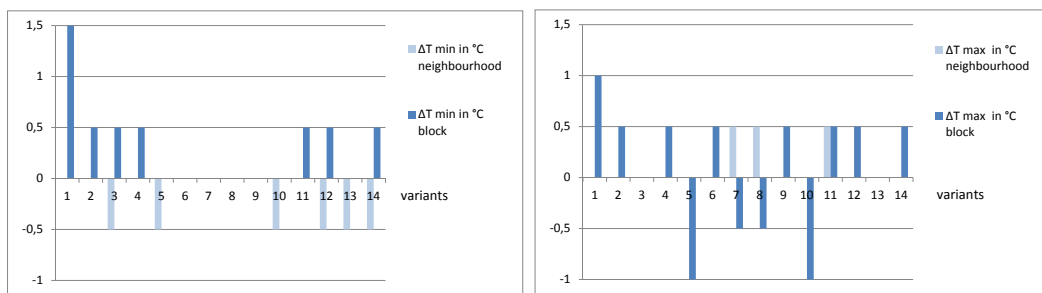 1,5
1
0,5
0
-0,5
-1
1 2 3 4 5 6 7 8 9 10 11 12 13 14 variants
ΔT min in °C
neighbourhood
ΔT min in °C
block
1,5
1
0,5
0
-0,5
-1
1 2 3 4 5 6 7 8 9 10 11 12 13 14 variants
ΔT max in °C
neighbourhood
ΔT max in °C
block